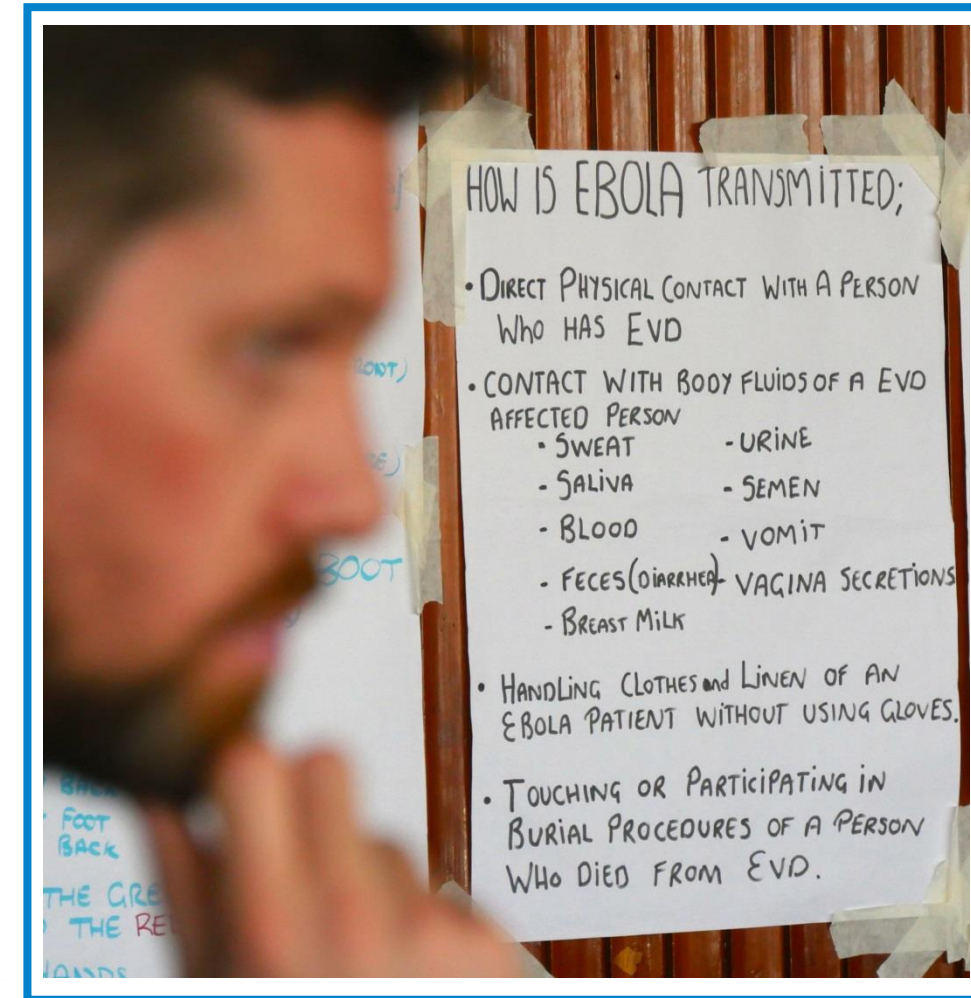 HOW IS EBOLA TRANSMITTED;
• DIRECT PHYSICAL CONTACT WITH A PERSON
WHO HAS EVD
• CONTACT WITH BODY FLUIDS OF A EVD
AFFECTED PERSON
- SWEAT - URINE
- SALIVA - SEMEN
- BLOOD - VOMIT
- FECES (DIARRHEA) - VAGINA SECRETIONS
- BREAST MILK
• HANDLING CLOTHES and LINEN OF AN
EBOLA PATIENT WITHOUT USING GLOVES.
• TOUCHING OR PARTICIPATING IN
BURIAL PROCEDURES OF A PERSON
WHO DIED FROM EVD.
BOOT
BACK
FOOT
BACK
THE
THE
HANDS